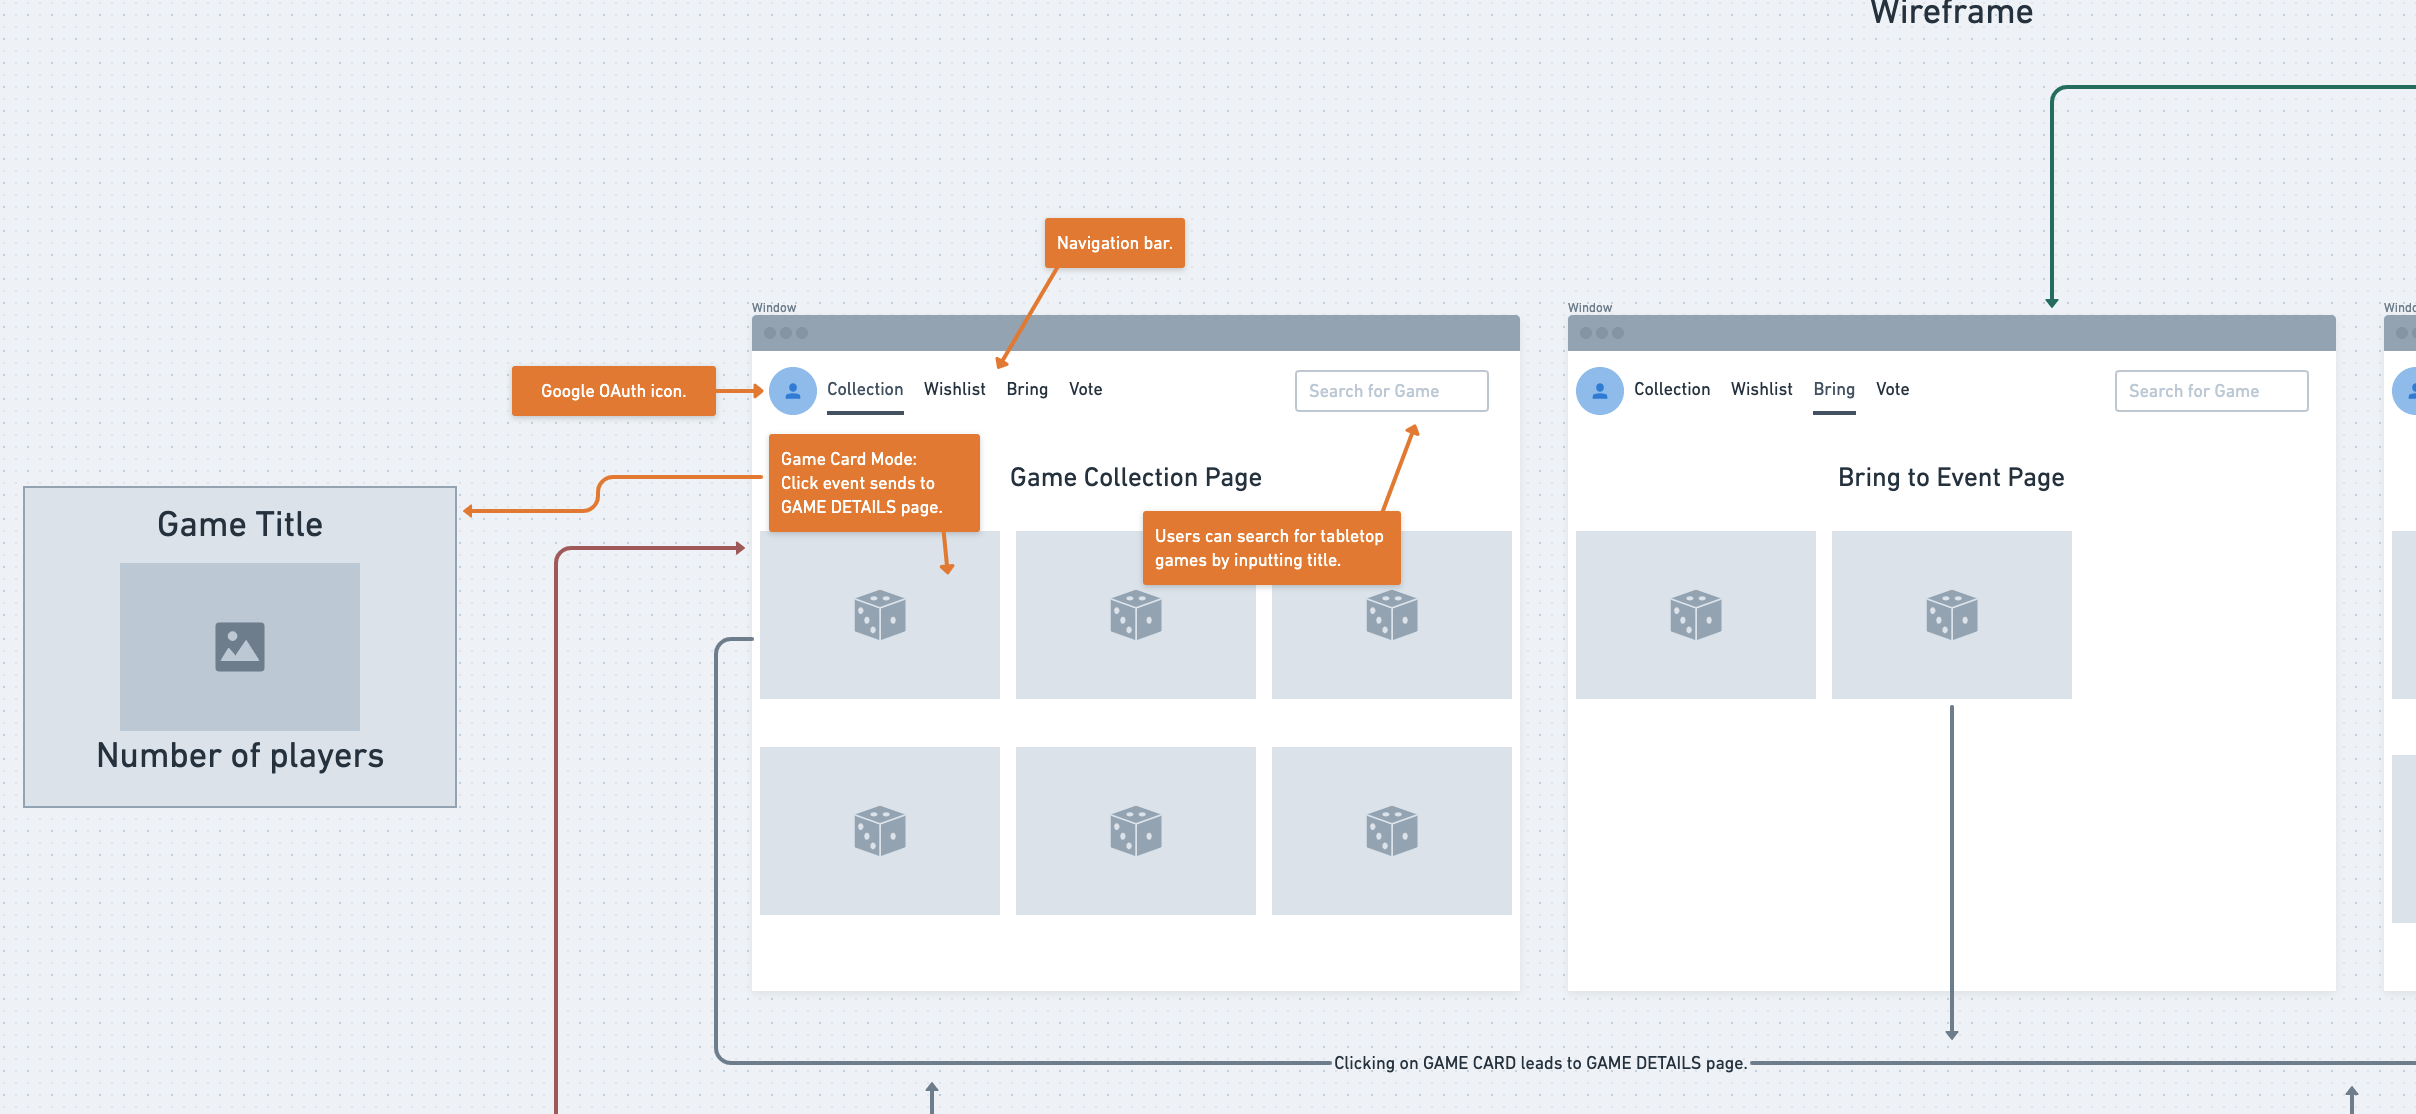 Wireframe
Navigation bar.
Window
Window
Google OAuth icon.
Collection Wishlist Bring Vote
Search for Game
Collection Wishlist Bring Vote
Search for Game
Game Card Mode:
Click event sends to
GAME DETAILS page.
Game Collection Page
Bring to Event Page
Users can search for tabletop
games by inputting title.
Game Title
Number of players
Clicking on GAME CARD leads to GAME DETAILS page.